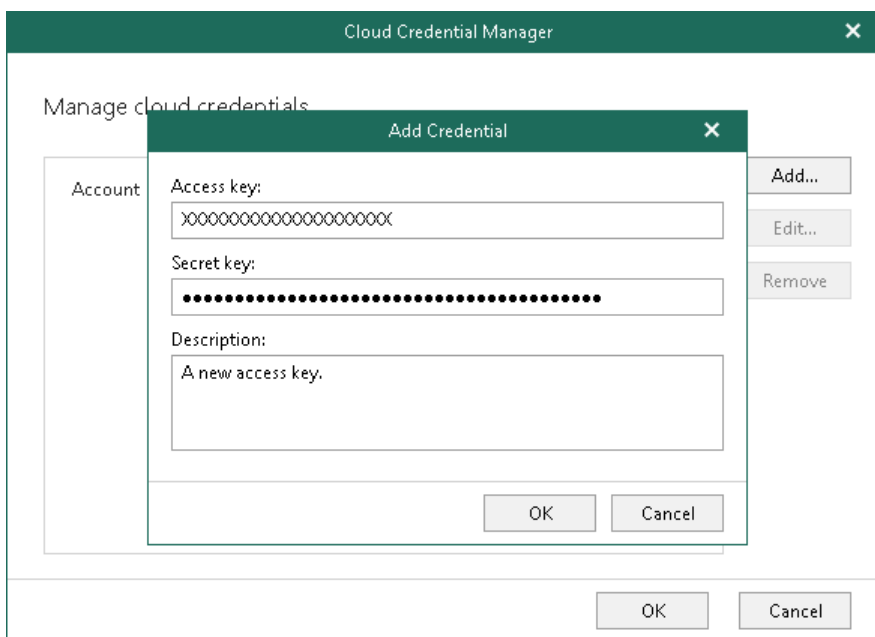 Cloud Credential Manager
Manage cloud credentials
Add Credential
Account
Access key:
XXXXXXXXXXXXXXXXXXXX
Secret key:
••••••••••••••••••••••••••••••••••••••••
Description:
A new access key.
OK Cancel
Add...
Edit...
Remove
OK Cancel